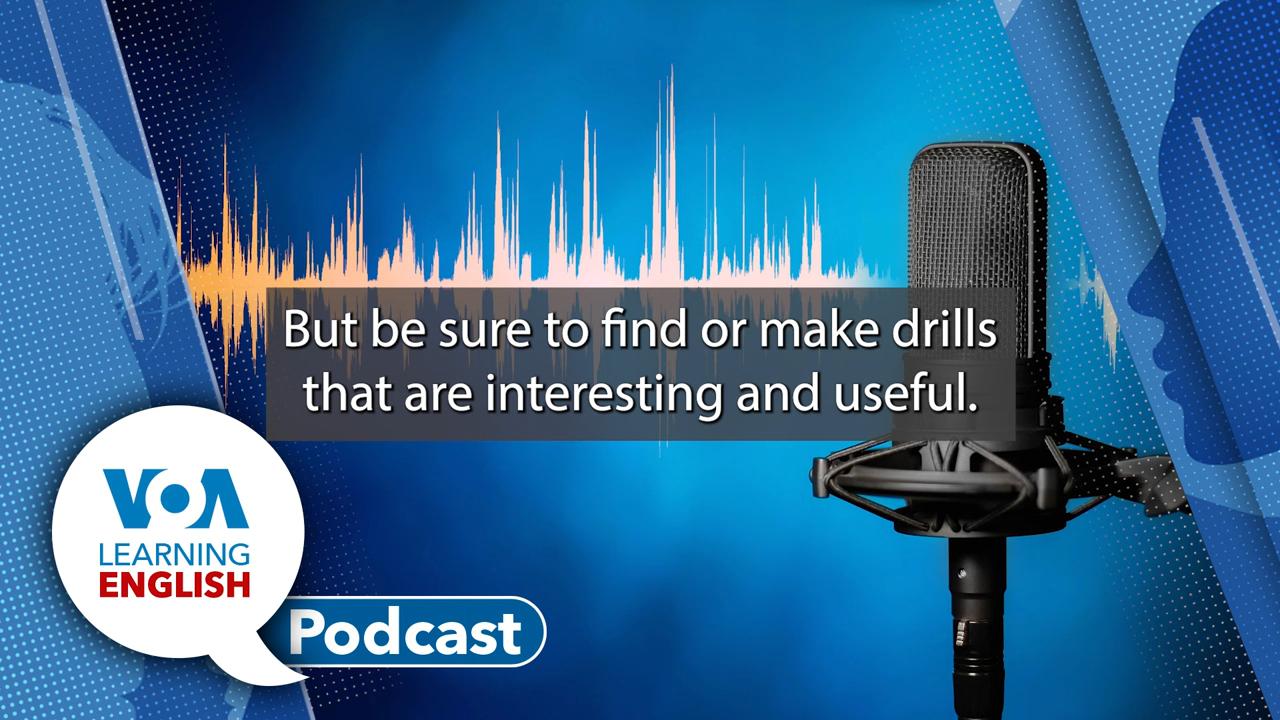 But be sure to find or make drills
that are interesting and useful.
VOA
LEARNING
ENGLISH
Podcast